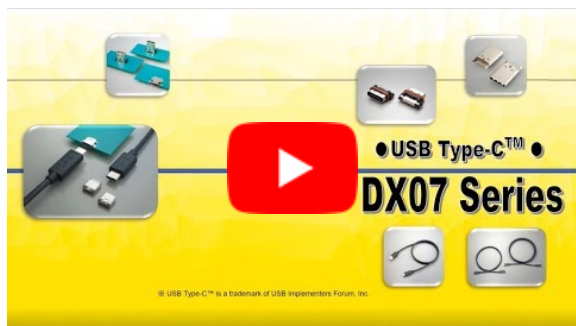 ●USB Type-C™ ●
DX07 Series
※ USB Type-C™ is a trademark of USB Implementers Forum, Inc.